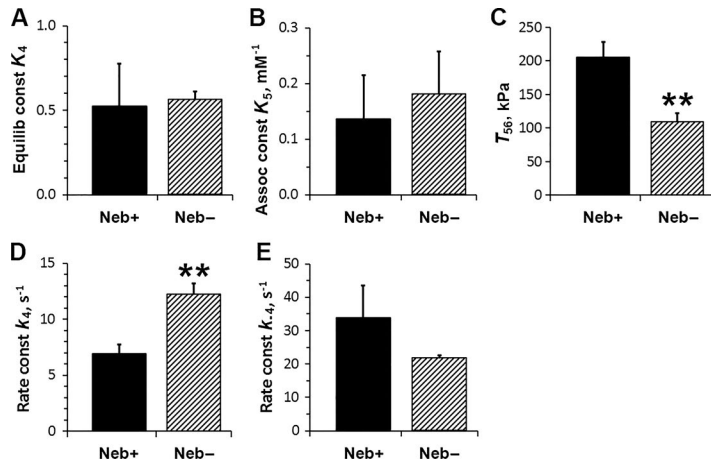 A
Equilib const K4
1.0
0.5
0.0
Neb+ Neb–
B
Assoc const K5, mM-1
0.3
0.2
0.1
0.0
Neb+ Neb–
C
T56, kPa
250
200
150
100
50
0
**
Neb+ Neb–
D
Rate const k4, s-1
15
10
5
0
**
Neb+ Neb–
E
Rate const k-4, s-1
50
40
30
20
10
0
Neb+ Neb–